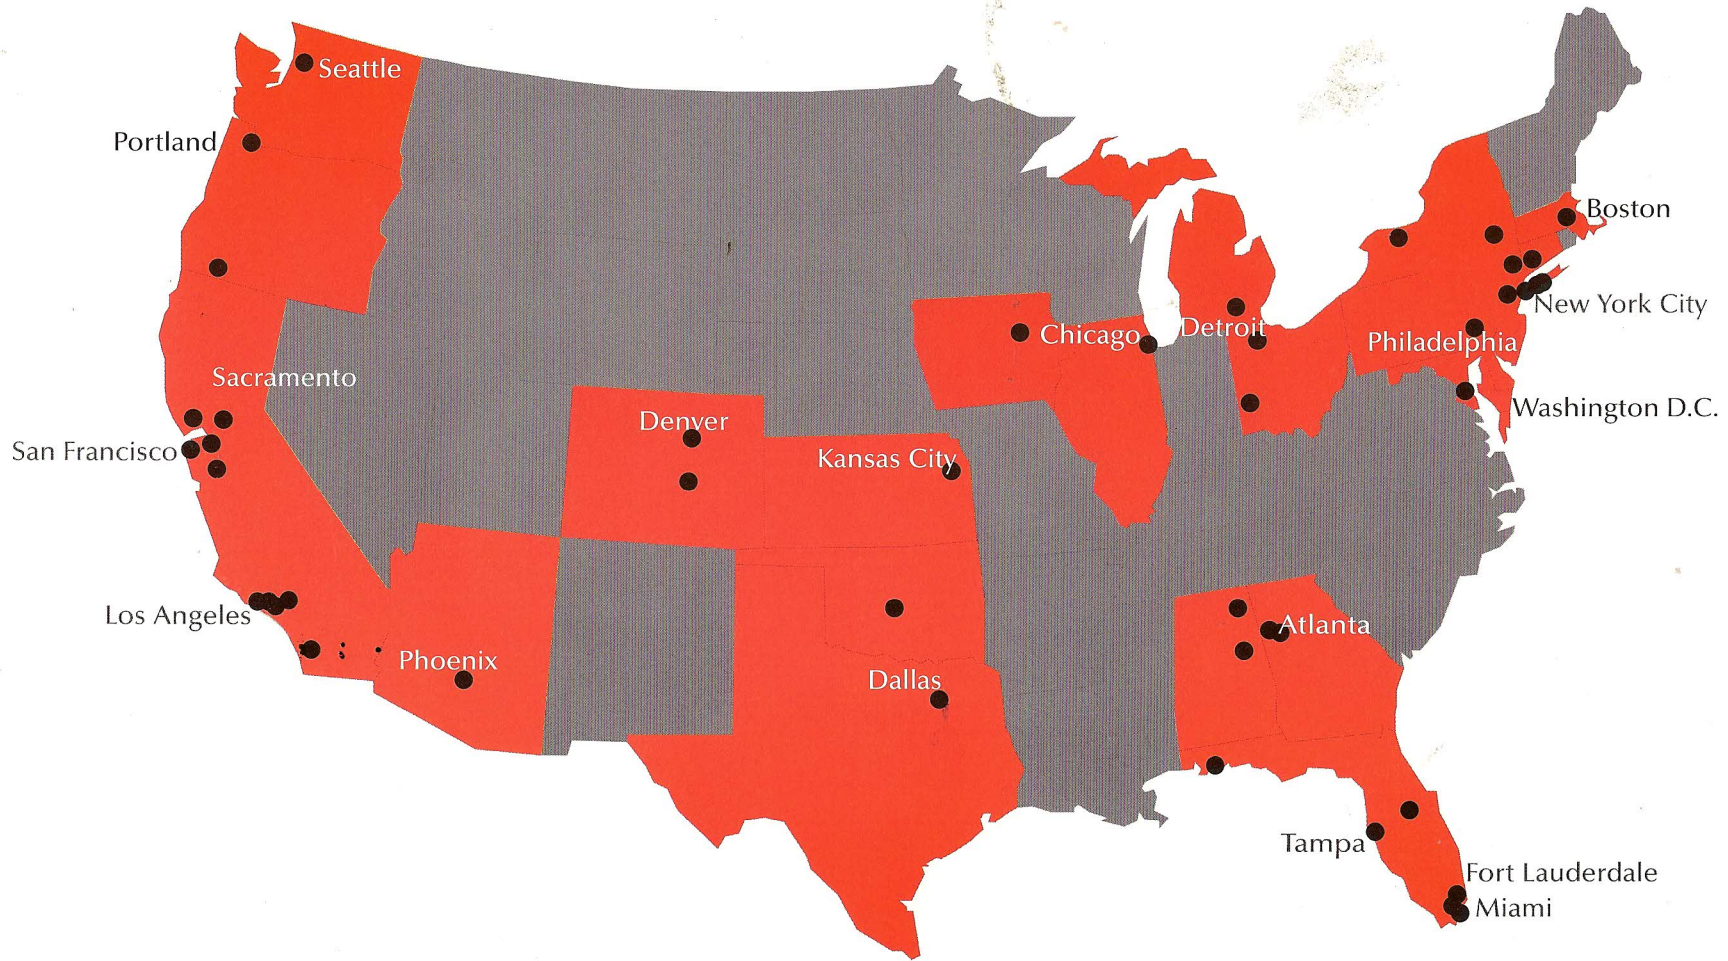 Seattle
Portland
Boston
New York City
Chicago
Detroit
Philadelphia
Sacramento
Washington D.C.
Denver
San Francisco
Kansas City
Los Angeles
Atlanta
Phoenix
Dallas
Tampa
Fort Lauderdale
Miami